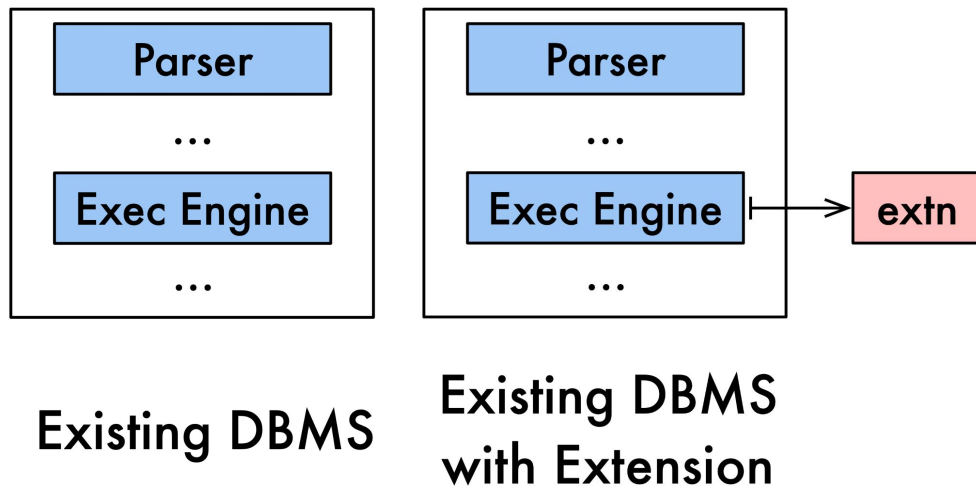 Parser
...
Exec Engine
...
Existing DBMS
Parser
...
Exec Engine
...
extn
Existing DBMS
with Extension